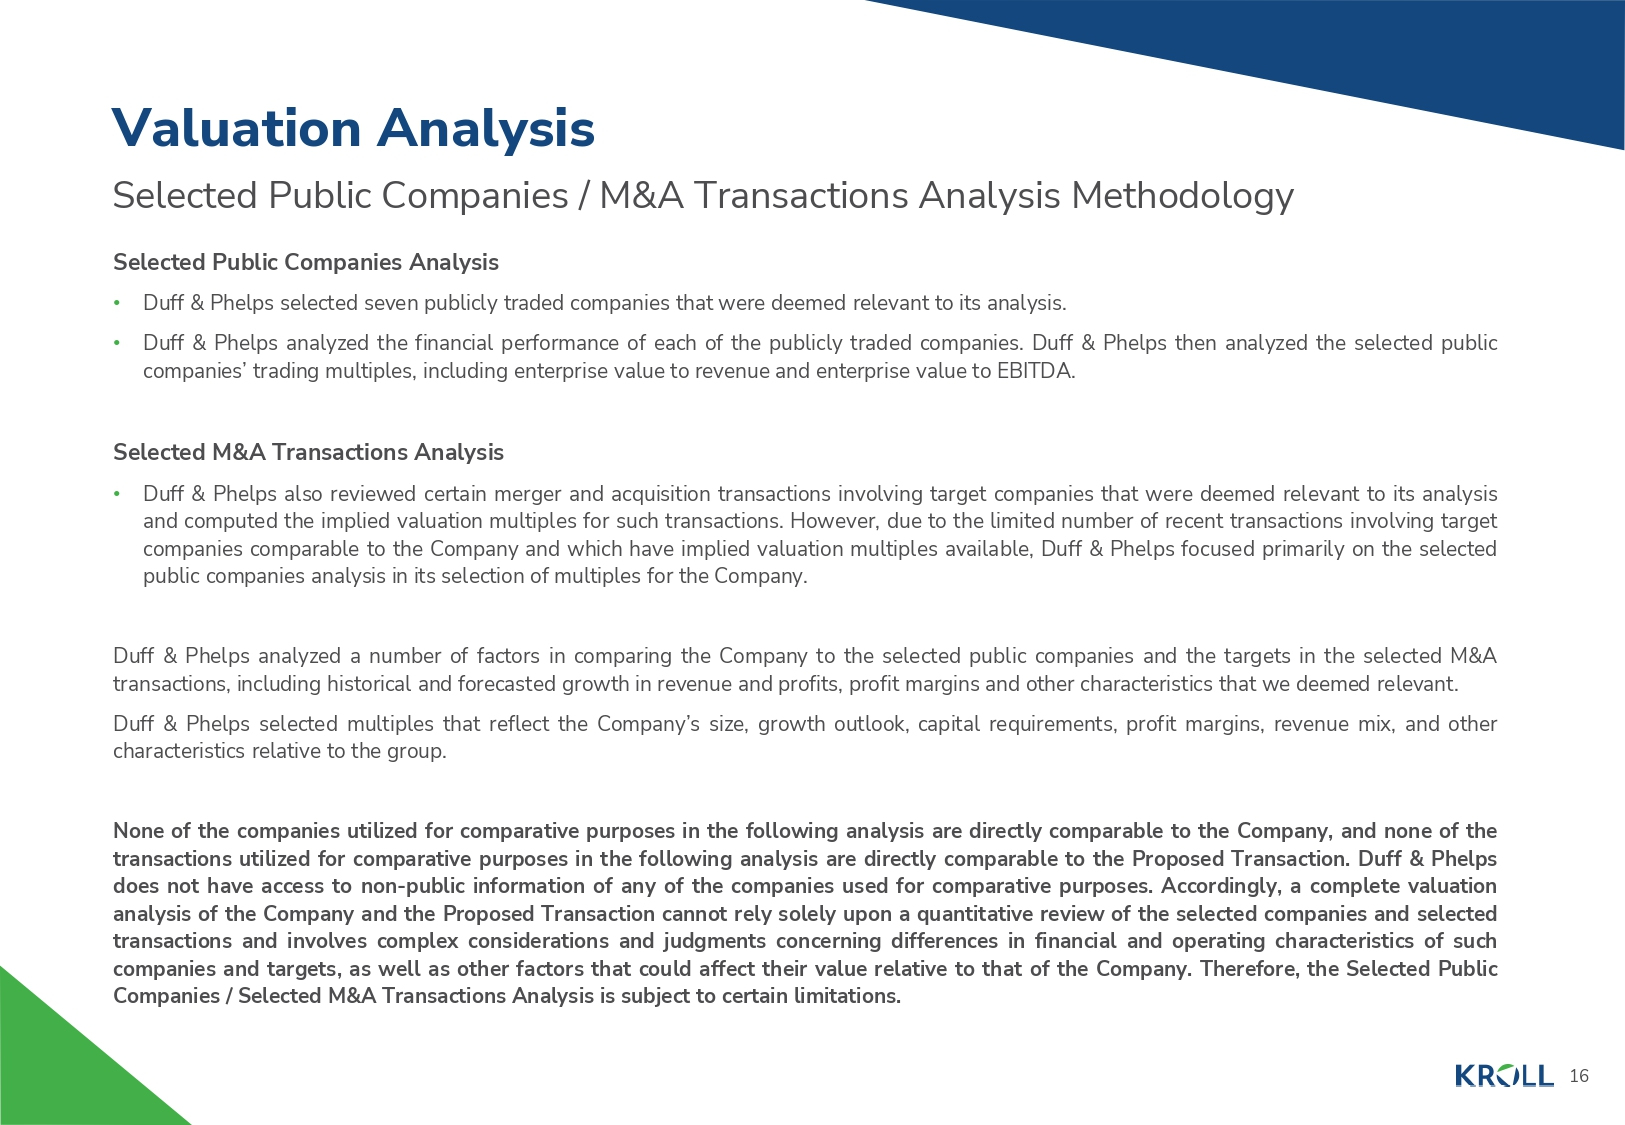 Valuation Analysis
Selected Public Companies / M&A Transactions Analysis Methodology
Selected Public Companies Analysis
• Duff & Phelps selected seven publicly traded companies that were deemed relevant to its analysis.
• Duff & Phelps analyzed the financial performance of each of the publicly traded companies. Duff & Phelps then analyzed the selected public
companies’ trading multiples, including enterprise value to revenue and enterprise value to EBITDA.
Selected M&A Transactions Analysis
• Duff & Phelps also reviewed certain merger and acquisition transactions involving target companies that were deemed relevant to its analysis
and computed the implied valuation multiples for such transactions. However, due to the limited number of recent transactions involving target
companies comparable to the Company and which have implied valuation multiples available, Duff & Phelps focused primarily on the selected
public companies analysis in its selection of multiples for the Company.
Duff & Phelps analyzed a number of factors in comparing the Company to the selected public companies and the targets in the selected M&A
transactions, including historical and forecasted growth in revenue and profits, profit margins and other characteristics that we deemed relevant.
Duff & Phelps selected multiples that reflect the Company’s size, growth outlook, capital requirements, profit margins, revenue mix, and other
characteristics relative to the group.
None of the companies utilized for comparative purposes in the following analysis are directly comparable to the Company, and none of the
transactions utilized for comparative purposes in the following analysis are directly comparable to the Proposed Transaction. Duff & Phelps
does not have access to non-public information of any of the companies used for comparative purposes. Accordingly, a complete valuation
analysis of the Company and the Proposed Transaction cannot rely solely upon a quantitative review of the selected companies and selected
transactions and involves complex considerations and judgments concerning differences in financial and operating characteristics of such
companies and targets, as well as other factors that could affect their value relative to that of the Company. Therefore, the Selected Public
Companies / Selected M&A Transactions Analysis is subject to certain limitations.
KROLL 16